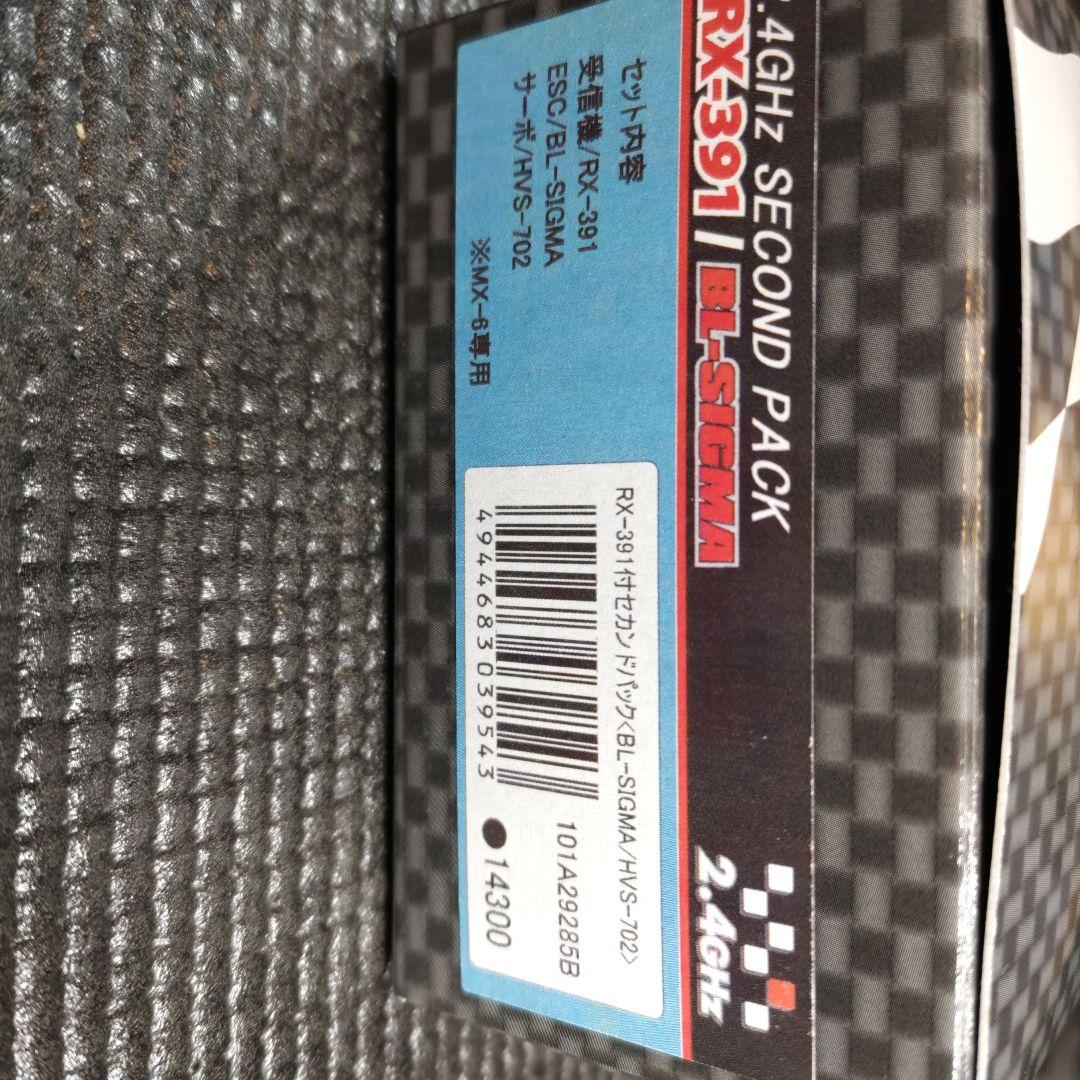 .4GHz SECOND PACK
RX-391 / BL-SIGMA
2.4GHz
セット内容
受信機/RX-391
ESC/BL-SIGMA
サーボ/HVS-702
※MX-6専用
RX-391付セカンドパック<BL-SIGMA/HVS-702>
101A29285B
4944683039543
●14300